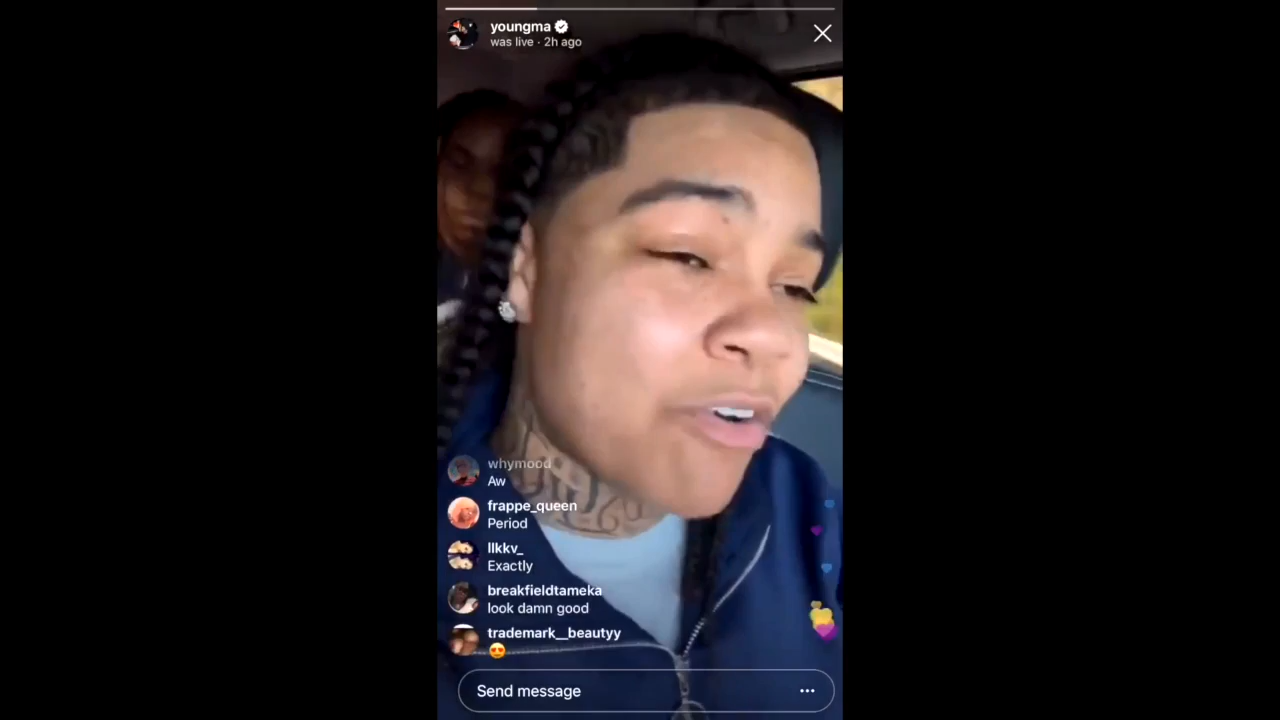 youngma
was live · 2h ago
whymood
Aw
frappe_queen
Period
llkkv_
Exactly
breakfieldtameka
look damn good
trademark__beautyy
😍
Send message